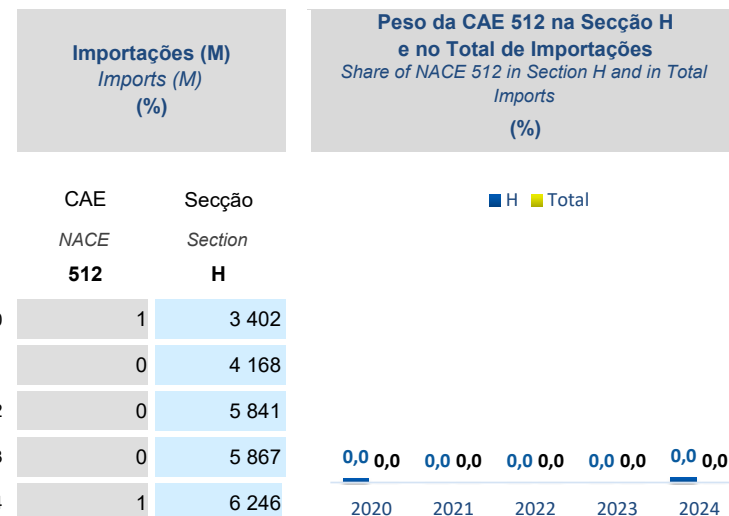 Importações (M)
Imports (M)
(%)
Peso da CAE 512 na Secção H
e no Total de Importações
Share of NACE 512 in Section H and in Total
Imports
(%)
CAE Secção
NACE Section
512 H
1 3 402
0 4 168
2 0 5 841
0 5 867
4 1 6 246
H Total
0,0 0,0 0,0 0,0 0,0 0,0 0,0 0,0 0,0 0,0
2020 2021 2022 2023 2024